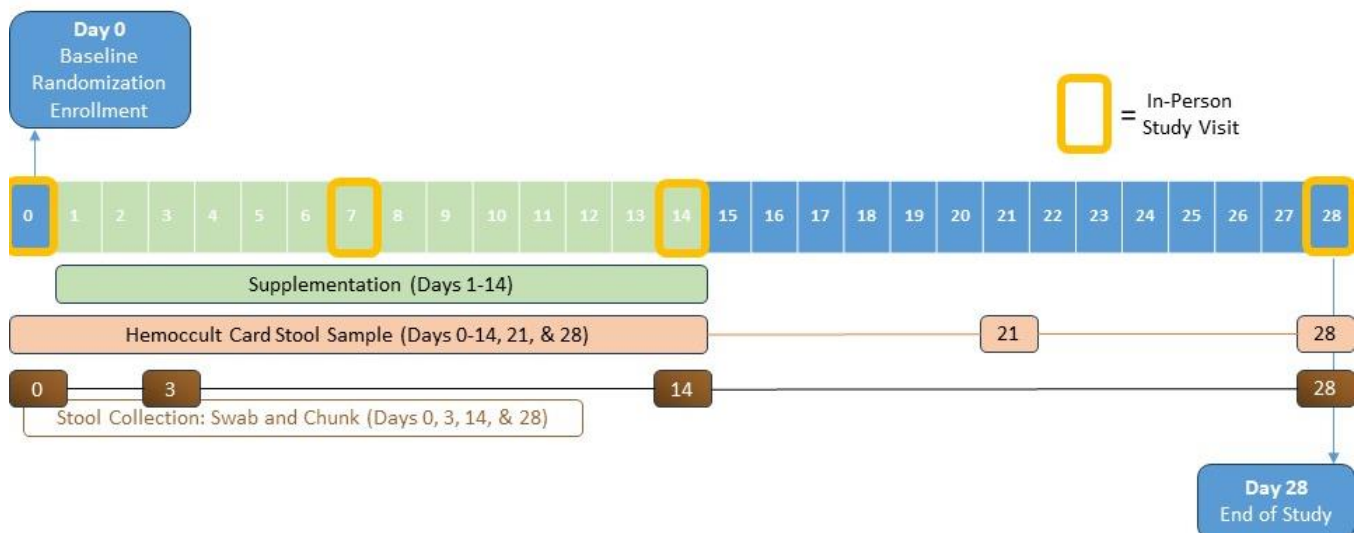 Day 0
Baseline
Randomization
Enrollment
= In-Person
Study Visit
0 1 2 3 4 5 6 7 8 9 10 11 12 13 14 15 16 17 18 19 20 21 22 23 24 25 26 27 28
Supplementation (Days 1-14)
Hemoccult Card Stool Sample (Days 0-14, 21, & 28) 21 28
0 3 14 28
Stool Collection: Swab and Chunk (Days 0, 3, 14, & 28)
Day 28
End of Study